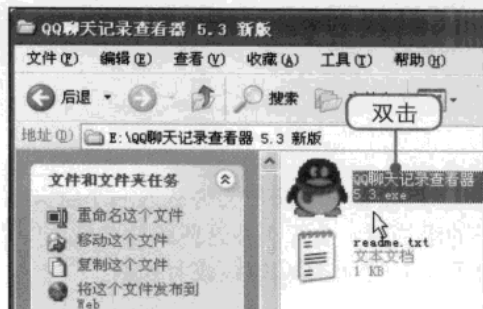 QQ聊天记录查看器 5.3 新版
文件(F) 编辑(E) 查看(V) 收藏(A) 工具(T) 帮助(H)
后退 搜索
双击
地址(D) E:\QQ聊天记录查看器 5.3 新版
文件和文件夹任务
重命名这个文件
移动这个文件
复制这个文件
将这个文件发布到
Web
QQ聊天记录查看器
5.3.exe
readme.txt
文本文档
1 KB